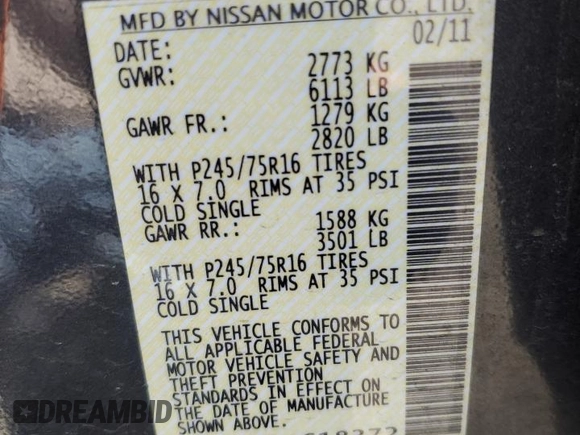 MFD BY NISSAN MOTOR CO., LTD.
DATE: 02/11
GVWR: 2773 KG
6113 LB
GAWR FR.: 1279 KG
2820 LB
WITH P245/75R16 TIRES
16 X 7.0 RIMS AT 35 PSI
COLD SINGLE
GAWR RR.: 1588 KG
3501 LB
WITH P245/75R16 TIRES
16 X 7.0 RIMS AT 35 PSI
COLD SINGLE
THIS VEHICLE CONFORMS TO
ALL APPLICABLE FEDERAL
MOTOR VEHICLE SAFETY AND
THEFT PREVENTION
STANDARDS IN EFFECT ON
THE DATE OF MANUFACTURE
SHOWN ABOVE.
DREAMBID